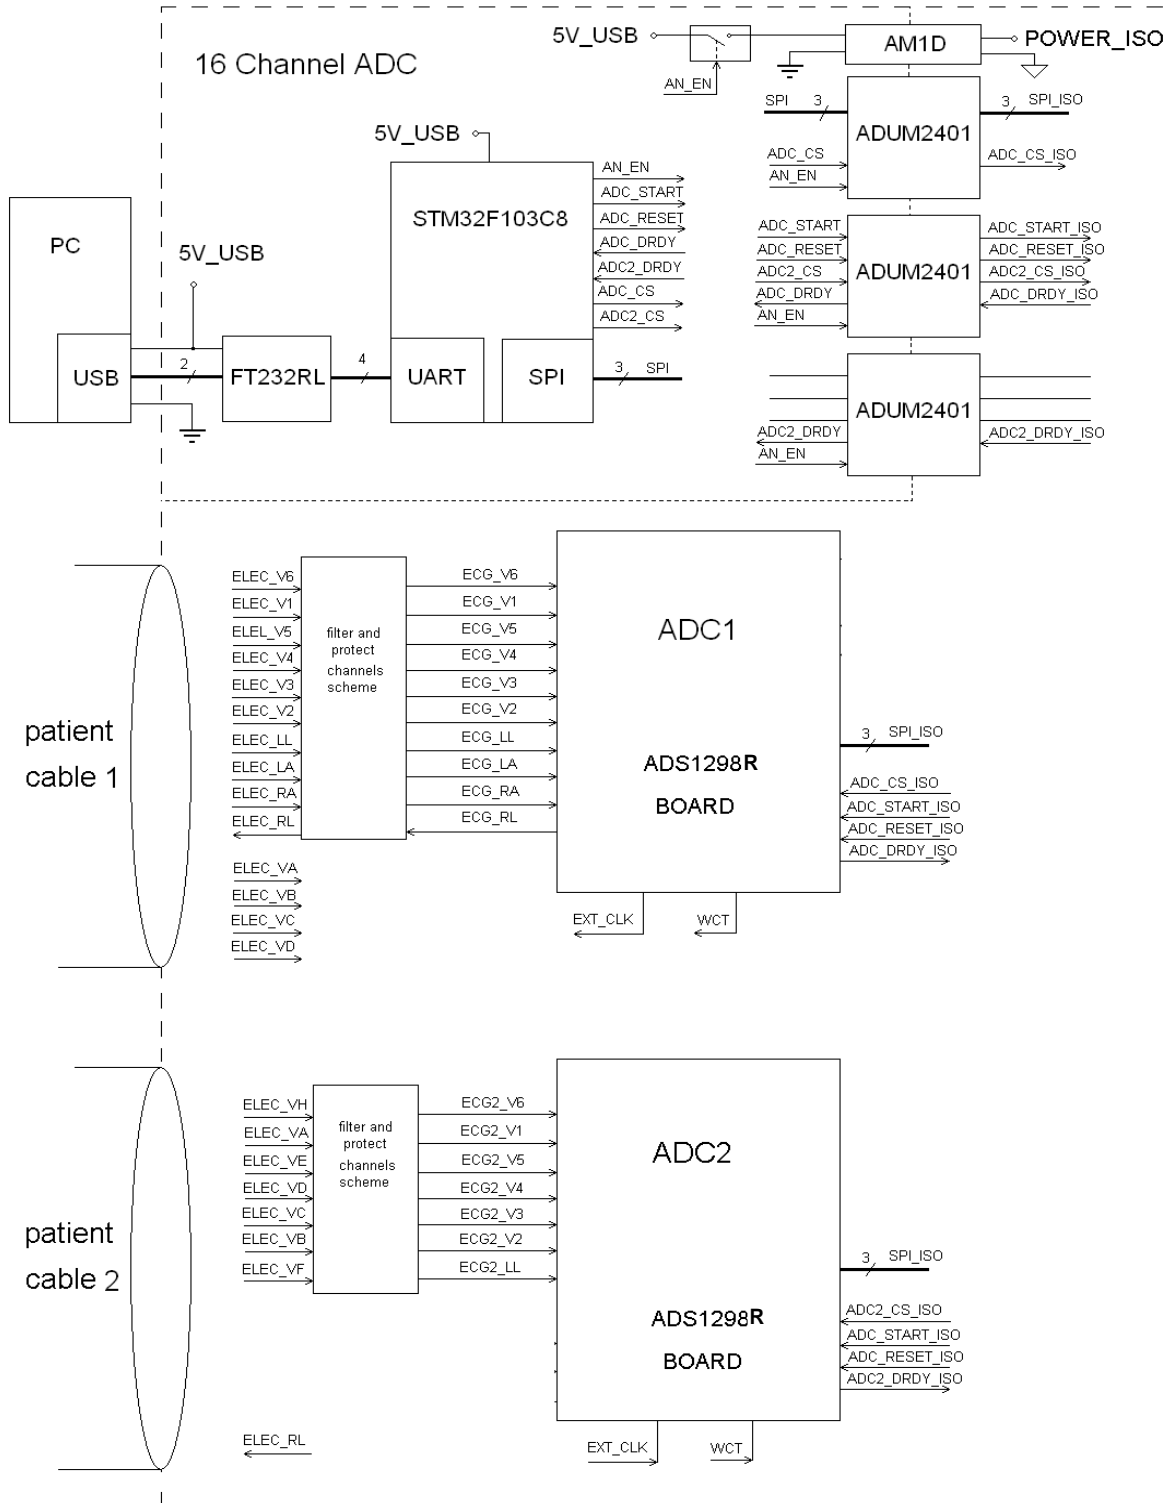 16 Channel ADC
5V_USB
AN_EN
AM1D
POWER_ISO
SPI
3
ADUM2401
3
SPI_ISO
ADC_CS
AN_EN
ADC_CS_ISO
ADC_START
ADC_RESET
ADC2_CS
ADC_DRDY
AN_EN
ADUM2401
ADC_START_ISO
ADC_RESET_ISO
ADC2_CS_ISO
ADC_DRDY_ISO
ADUM2401
ADC2_DRDY
AN_EN
ADC2_DRDY_ISO
5V_USB
STM32F103C8
AN_EN
ADC_START
ADC_RESET
ADC_DRDY
ADC2_DRDY
ADC_CS
ADC2_CS
UART
SPI
3
SPI
PC
USB
5V_USB
2
FT232RL
4
patient
cable 1
ELEC_V6
ELEC_V1
ELEL_V5
ELEC_V4
ELEC_V3
ELEC_V2
ELEC_LL
ELEC_LA
ELEC_RA
ELEC_RL
ELEC_VA
ELEC_VB
ELEC_VC
ELEC_VD
filter and
protect
channels
scheme
ECG_V6
ECG_V1
ECG_V5
ECG_V4
ECG_V3
ECG_V2
ECG_LL
ECG_LA
ECG_RA
ECG_RL
ADC1
ADS1298R
BOARD
3
SPI_ISO
ADC_CS_ISO
ADC_START_ISO
ADC_RESET_ISO
ADC_DRDY_ISO
EXT_CLK
WCT
patient
cable 2
ELEC_VH
ELEC_VA
ELEC_VE
ELEC_VD
ELEC_VC
ELEC_VB
ELEC_VF
ELEC_RL
filter and
protect
channels
scheme
ECG2_V6
ECG2_V1
ECG2_V5
ECG2_V4
ECG2_V3
ECG2_V2
ECG2_LL
ADC2
ADS1298R
BOARD
3
SPI_ISO
ADC2_CS_ISO
ADC_START_ISO
ADC_RESET_ISO
ADC2_DRDY_ISO
EXT_CLK
WCT